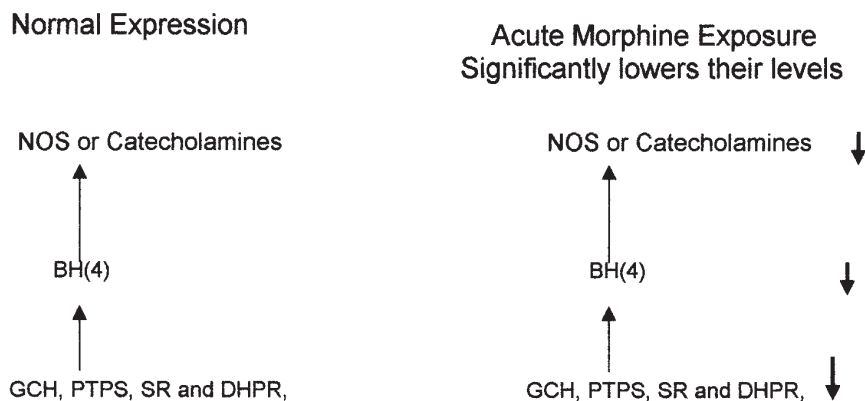 Normal Expression
NOS or Catecholamines
BH(4)
GCH, PTPS, SR and DHPR,
Acute Morphine Exposure
Significantly lowers their levels
NOS or Catecholamines
BH(4)
GCH, PTPS, SR and DHPR,